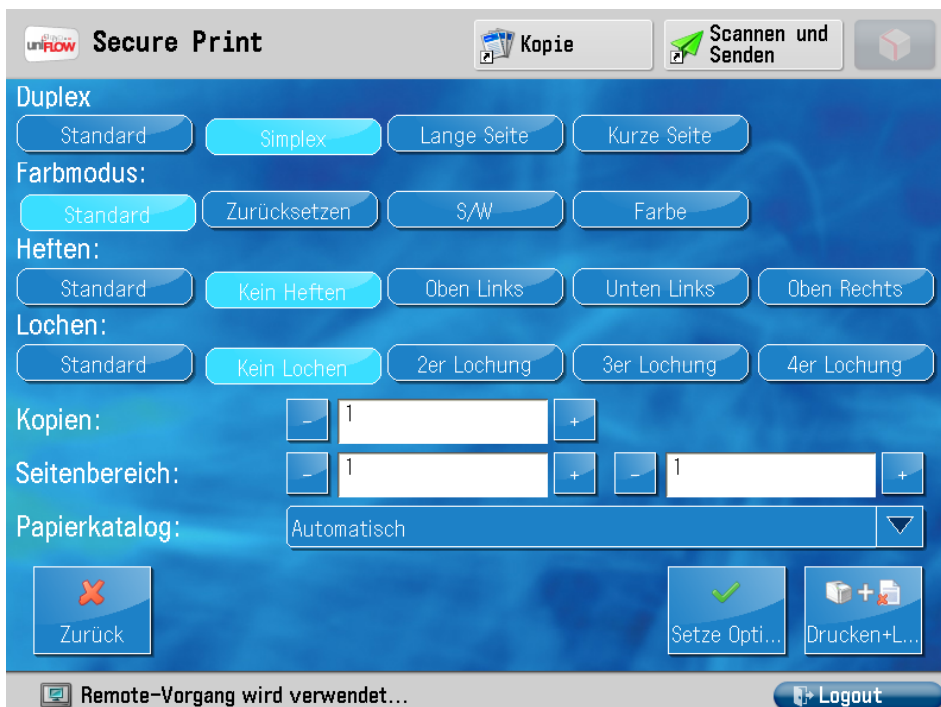 uniFLOW Secure Print Kopie Scannen und Senden
Duplex
Standard Simplex Lange Seite Kurze Seite
Farbmodus:
Standard Zurücksetzen S/W Farbe
Heften:
Standard Kein Heften Oben Links Unten Links Oben Rechts
Lochen:
Standard Kein Lochen 2er Lochung 3er Lochung 4er Lochung
Kopien: - 1 +
Seitenbereich: - 1 + - 1 +
Papierkatalog: Automatisch
Zurück Setze Opti... Drucken+L...
Remote-Vorgang wird verwendet... Logout